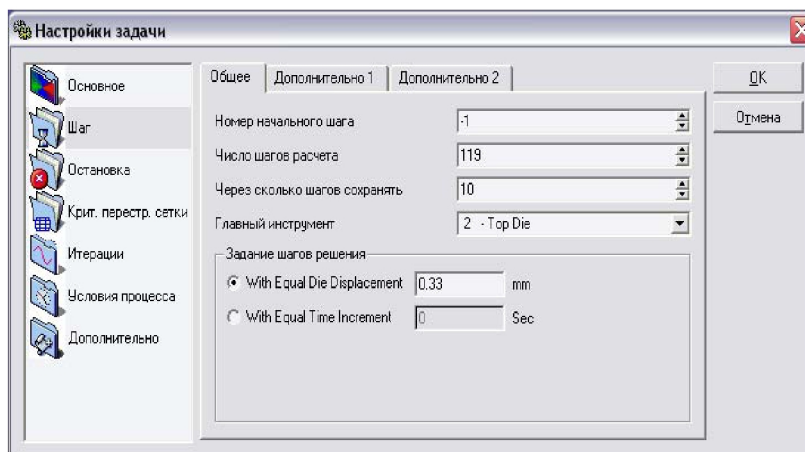 Настройки задачи
Основное
Шаг
Остановка
Крит. перестр. сетки
Итерации
Условия процесса
Дополнительно
Общее
Дополнительно 1
Дополнительно 2
Номер начального шага
-1
Число шагов расчета
119
Через сколько шагов сохранять
10
Главный инструмент
2 - Top Die
Задание шагов решения
With Equal Die Displacement
0.33
mm
With Equal Time Increment
0
Sec
OK
Отмена